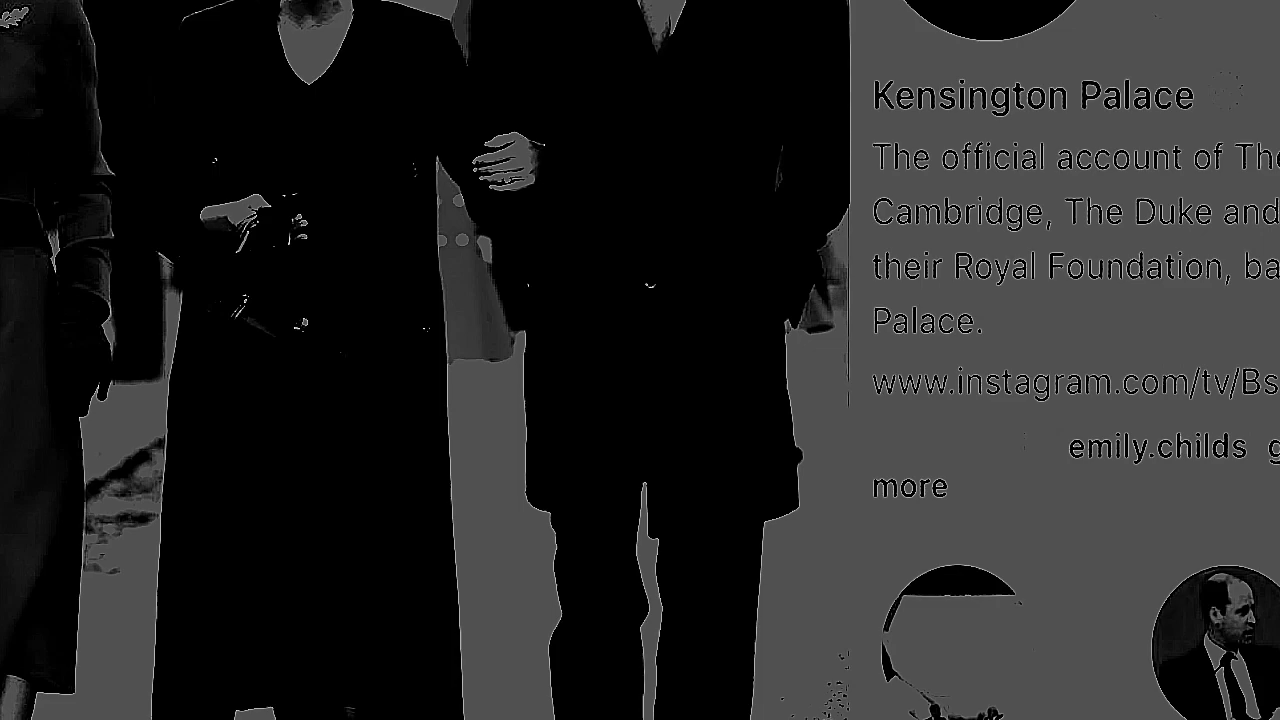 Kensington Palace
The official account of The
Cambridge, The Duke and
their Royal Foundation, ba
Palace.
www.instagram.com/tv/Bs
emily.childs g
more